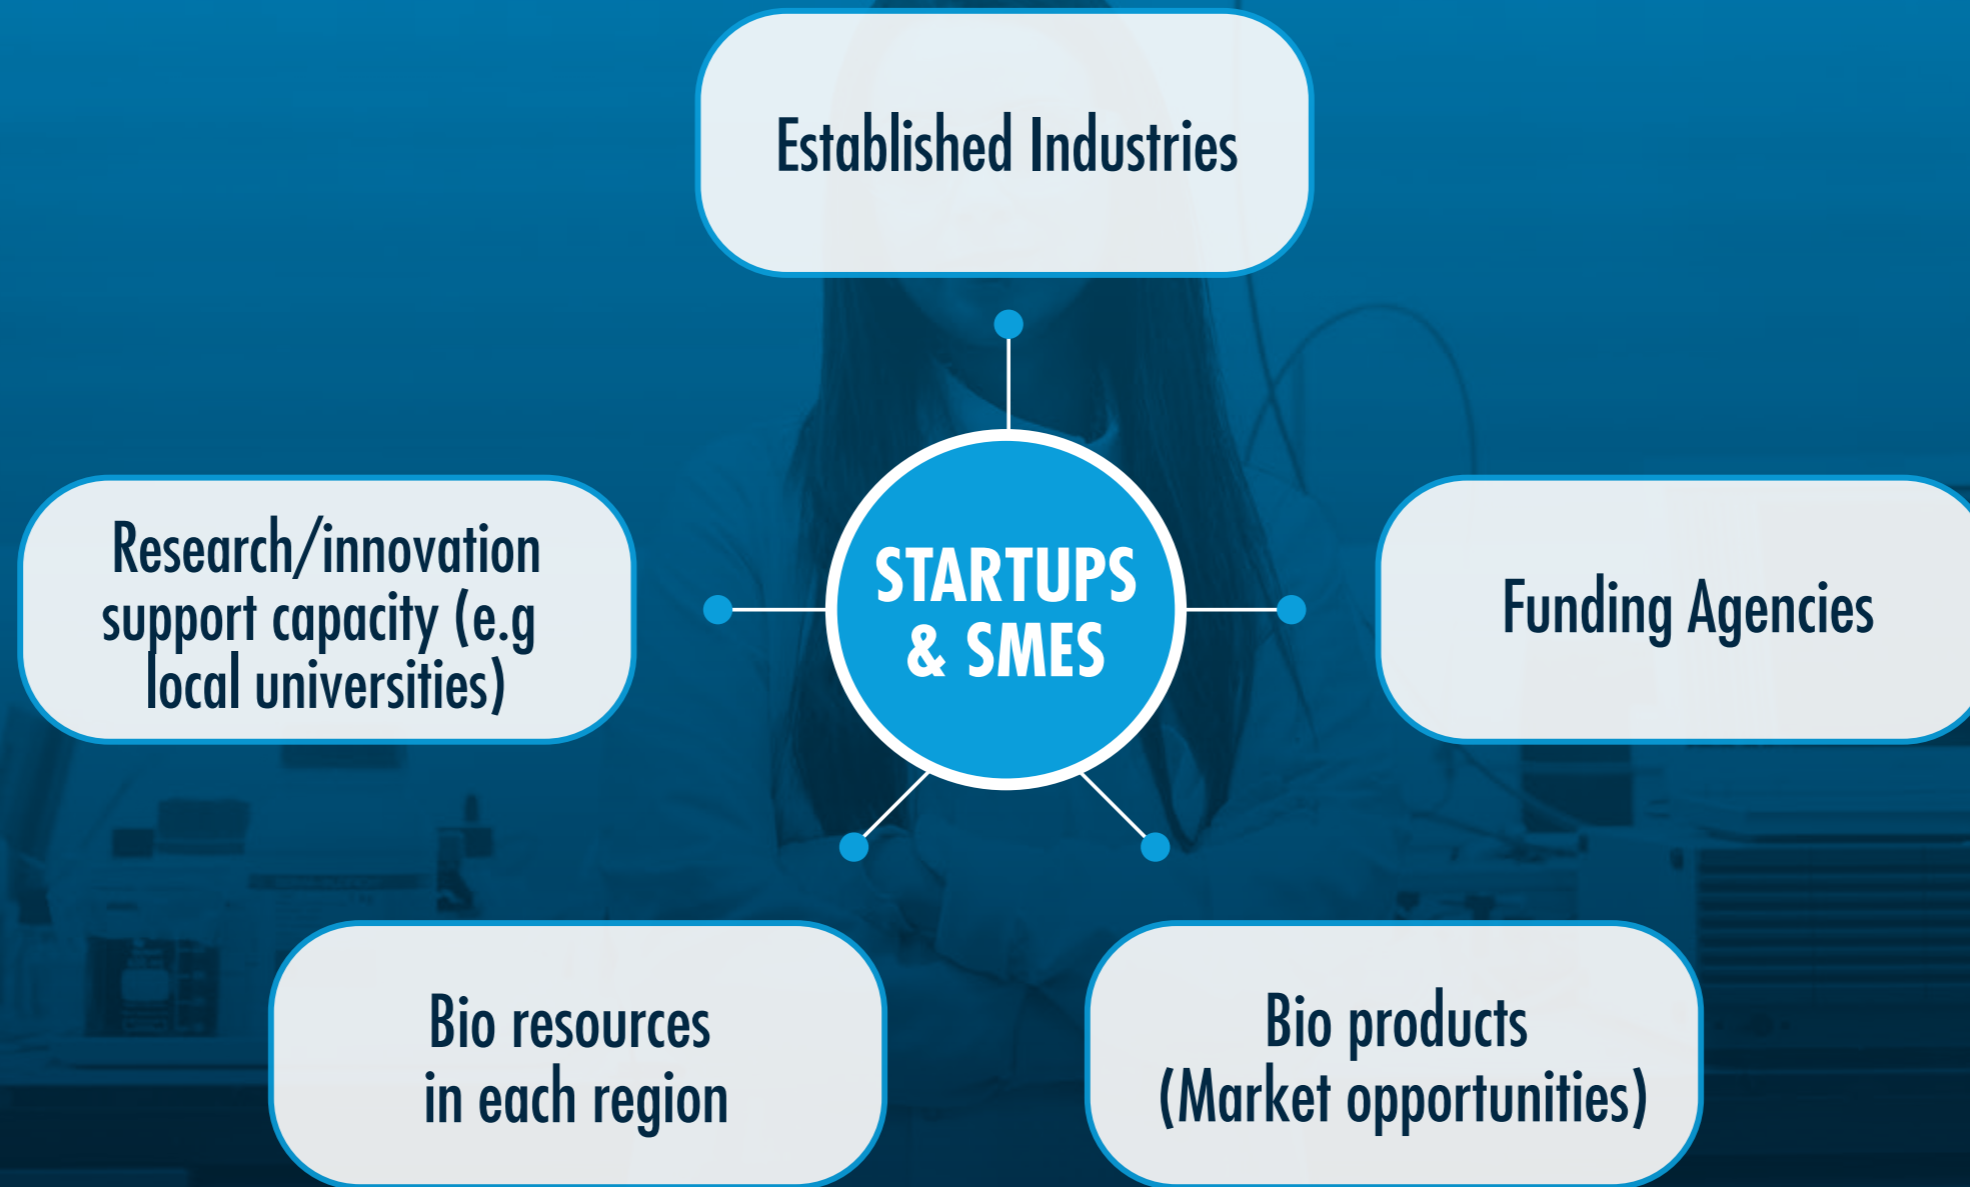 Established Industries
Research/innovation
support capacity (e.g
local universities)
STARTUPS
& SMES
Funding Agencies
Bio resources
in each region
Bio products
(Market opportunities)